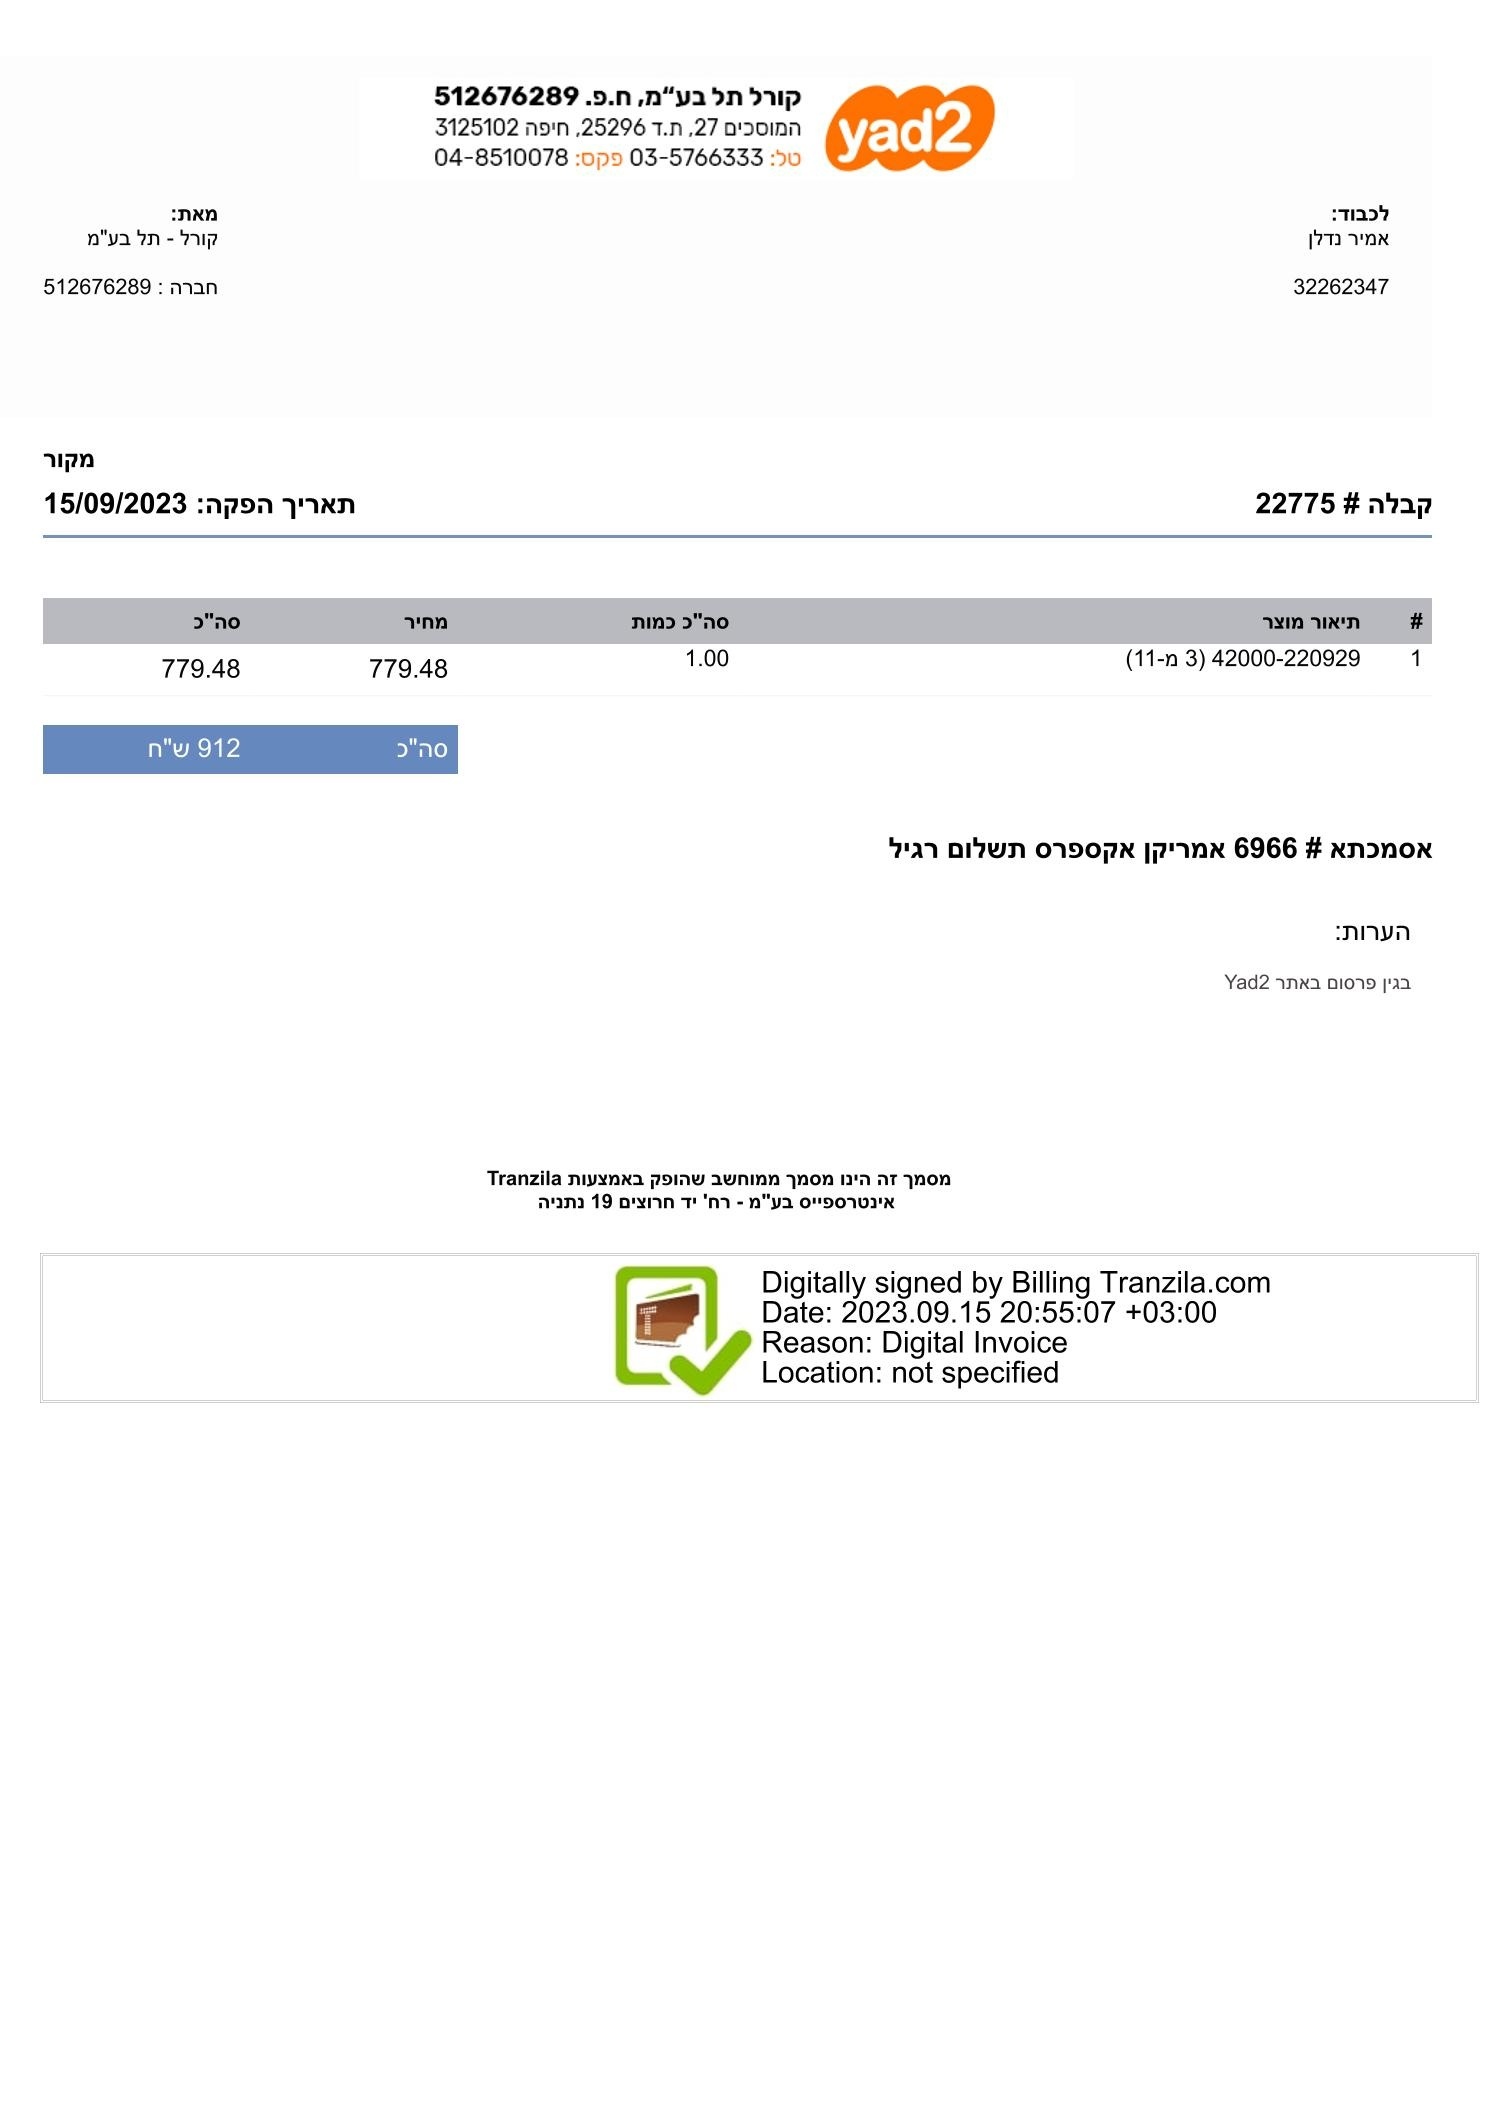 yad2
קורל תל בע"מ, ח.פ. 512676289
המוסכים 27, ת.ד 25296, חיפה 3125102
טל: 03-5766333 פקס: 04-8510078
לכבוד:
אמיר נדלן
32262347
מאת:
קורל - תל בע"מ
חברה : 512676289
מקור
קבלה # 22775 תאריך הפקה: 15/09/2023
# תיאור מוצר סה"כ כמות מחיר סה"כ
1 42000-220929 (3 מ-11) 1.00 779.48 779.48
סה"כ 912 ש"ח
אסמכתא # 6966 אמריקן אקספרס תשלום רגיל
הערות:
בגין פרסום באתר Yad2
מסמך זה הינו מסמך ממוחשב שהופק באמצעות Tranzila
אינטרספייס בע"מ - רח' יד חרוצים 19 נתניה
Digitally signed by Billing Tranzila.com
Date: 2023.09.15 20:55:07 +03:00
Reason: Digital Invoice
Location: not specified